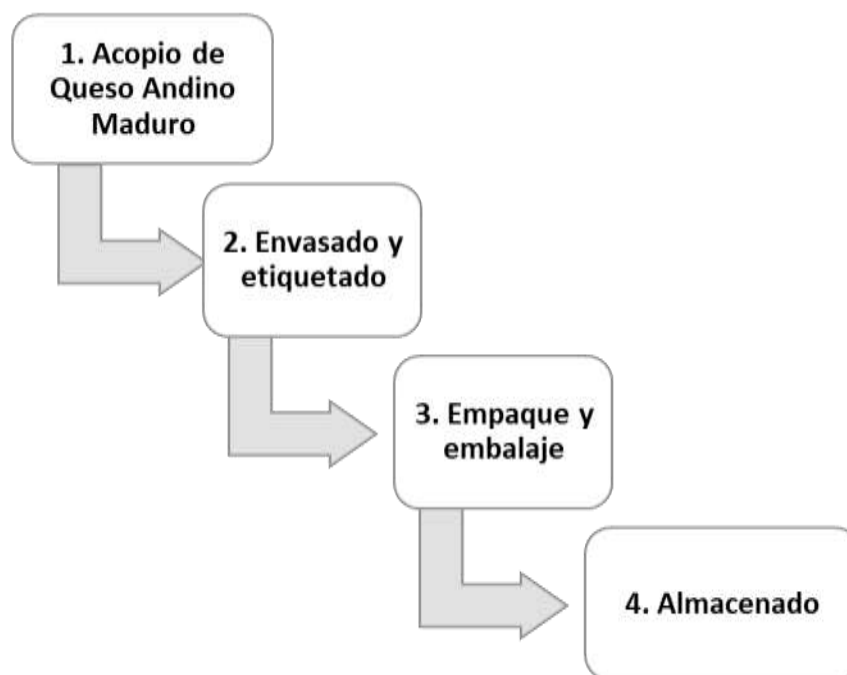 1. Acopio de
Queso Andino
Maduro
2. Envasado y
etiquetado
3. Empaque y
embalaje
4. Almacenado